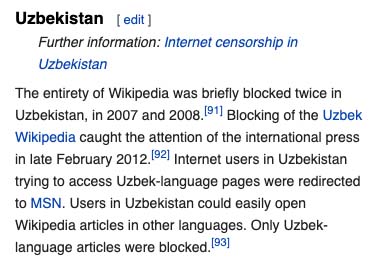 Uzbekistan [ edit ]
Further information: Internet censorship in
Uzbekistan
The entirety of Wikipedia was briefly blocked twice in
Uzbekistan, in 2007 and 2008.[91] Blocking of the Uzbek
Wikipedia caught the attention of the international press
in late February 2012.[92] Internet users in Uzbekistan
trying to access Uzbek-language pages were redirected
to MSN. Users in Uzbekistan could easily open
Wikipedia articles in other languages. Only Uzbek-
language articles were blocked.[93]